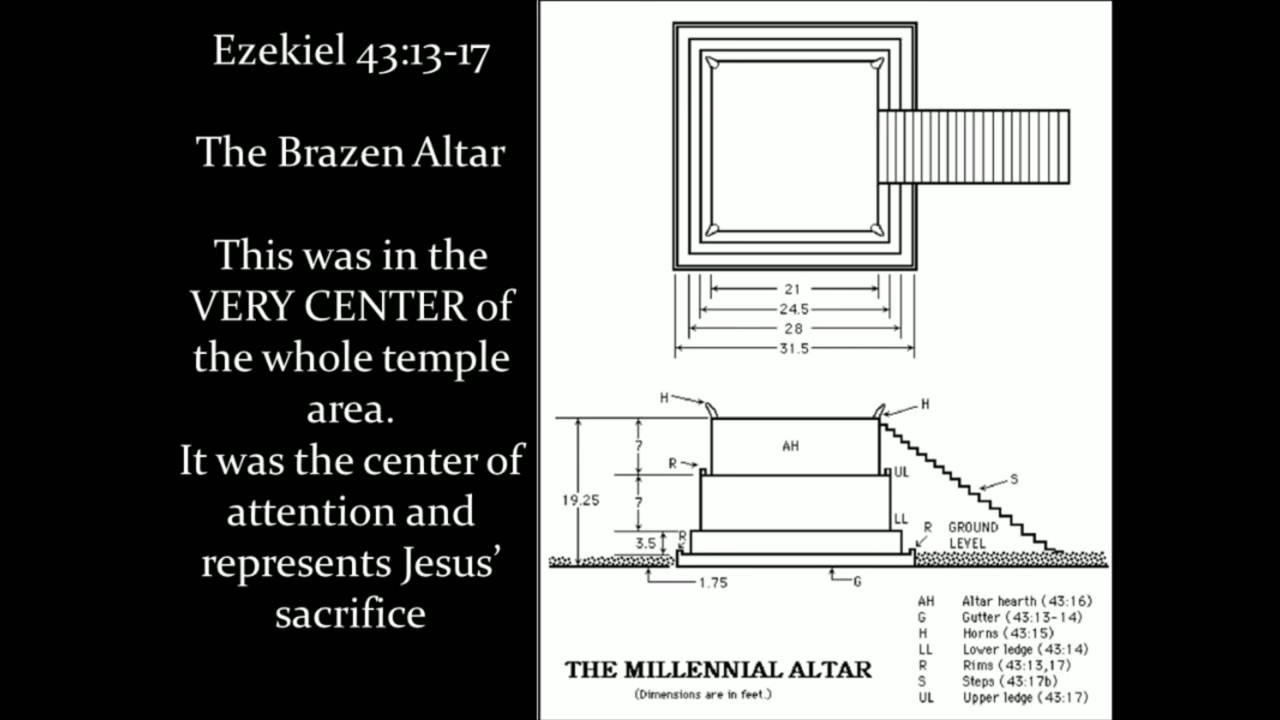 Ezekiel 43:13-17
The Brazen Altar
This was in the
VERY CENTER of
the whole temple
area.
It was the center of
attention and
represents Jesus’
sacrifice
21
24.5
28
31.5
H
H
7
AH
R
UL
S
19.25
7
LL
R
GROUND
LEVEL
3.5
R
1.75
G
AH Altar hearth (43:16)
G Gutter (43:13-14)
H Horns (43:15)
LL Lower ledge (43:14)
R Rims (43:13,17)
S Steps (43:17b)
UL Upper ledge (43:17)
THE MILLENNIAL ALTAR
(Dimensions are in feet.)